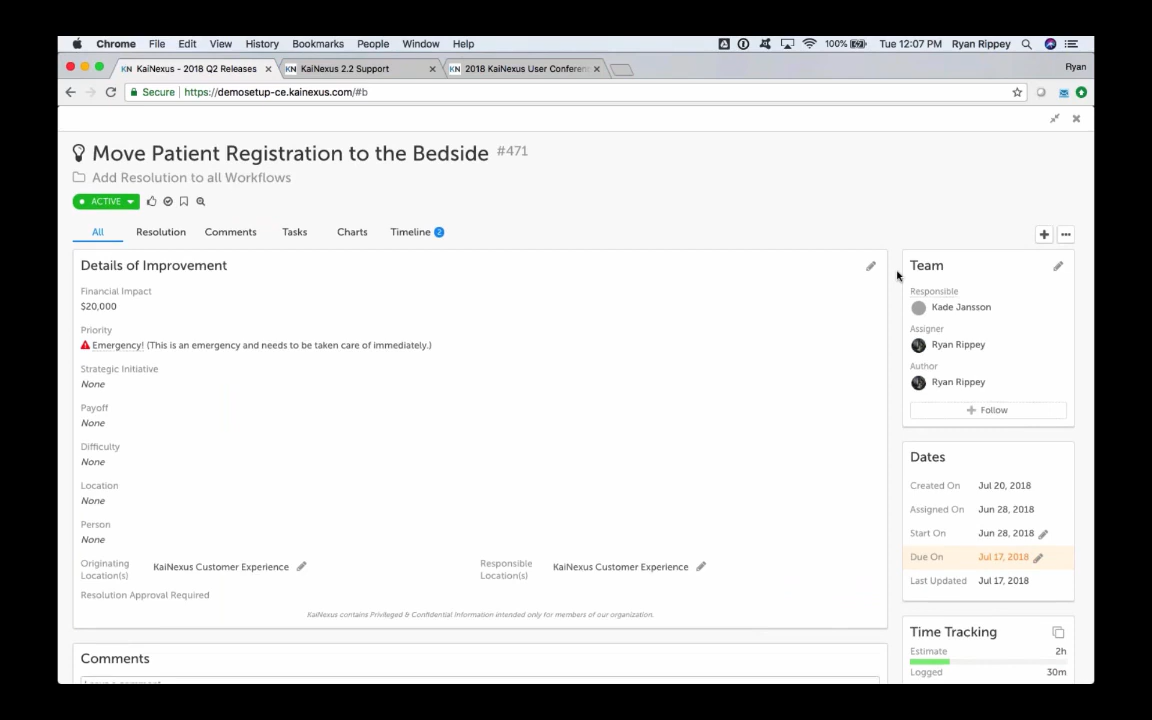 Chrome File Edit View History Bookmarks People Window Help 100% Tue 12:07 PM Ryan Rippey
KN KaiNexus - 2018 Q2 Releases × KN KaiNexus 2.2 Support × KN 2018 KaiNexus User Conferen × Ryan
Secure | https://demosetup-ce.kainexus.com/#b
Move Patient Registration to the Bedside #471
Add Resolution to all Workflows
ACTIVE
All Resolution Comments Tasks Charts Timeline 2
Details of Improvement
Financial Impact
$20,000
Priority
Emergency! (This is an emergency and needs to be taken care of immediately.)
Strategic Initiative
None
Payoff
None
Difficulty
None
Location
None
Person
None
Originating Location(s) KaiNexus Customer Experience
Responsible Location(s) KaiNexus Customer Experience
Resolution Approval Required
KaiNexus contains Privileged & Confidential Information intended only for members of our organization.
Comments
Team
Responsible
Kade Jansson
Assigner
Ryan Rippey
Author
Ryan Rippey
Follow
Dates
Created On Jul 20, 2018
Assigned On Jun 28, 2018
Start On Jun 28, 2018
Due On Jul 17, 2018
Last Updated Jul 17, 2018
Time Tracking
Estimate 2h
Logged 30m